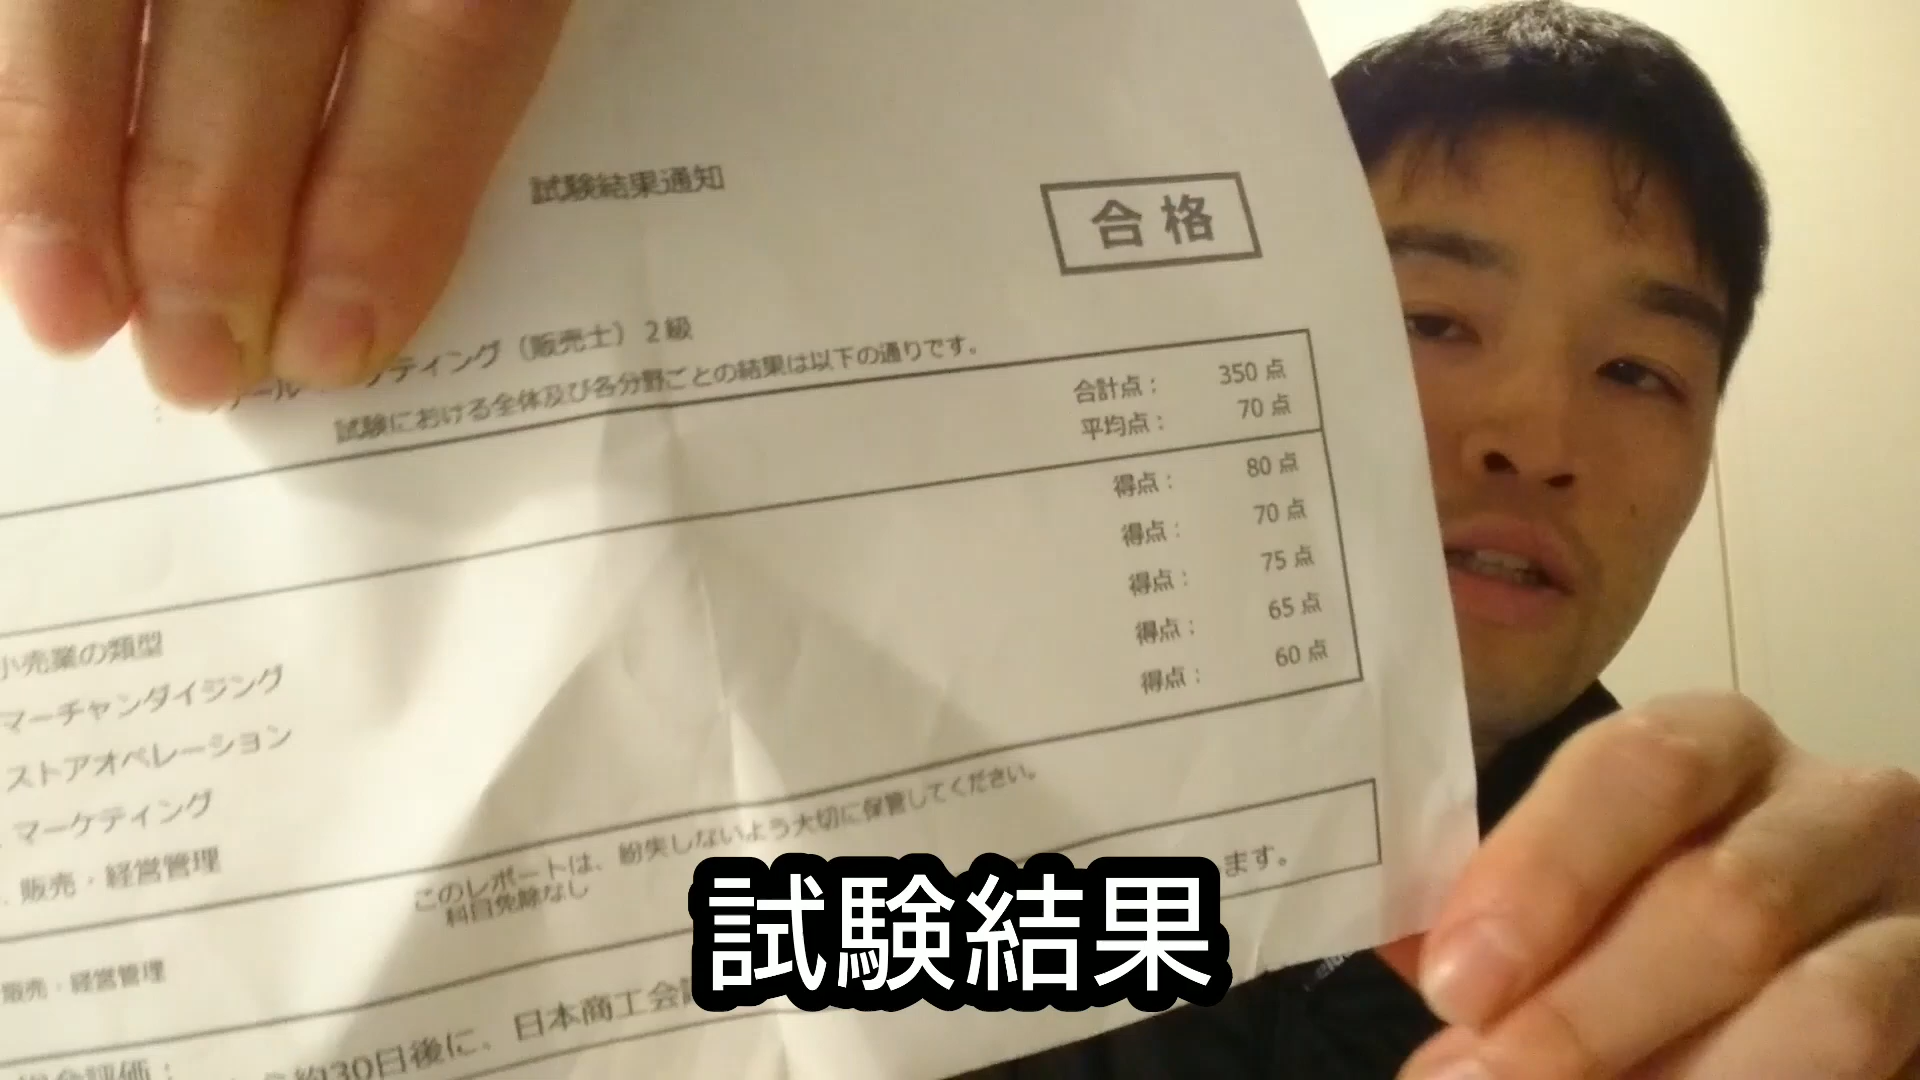 試験結果通知
合格
ティング（販売士）2級
試験における全体及び各分野ごとの結果は以下の通りです。
合計点： 350 点
平均点： 70 点
小売業の類型 得点： 80 点
マーチャンダイジング 得点： 70 点
ストアオペレーション 得点： 75 点
マーケティング 得点： 65 点
販売・経営管理 得点： 60 点
このレポートは、紛失しないよう大切に保管してください。
科目免除なし
ます。
販売・経営管理
約30日後に、日本商工会
試験結果